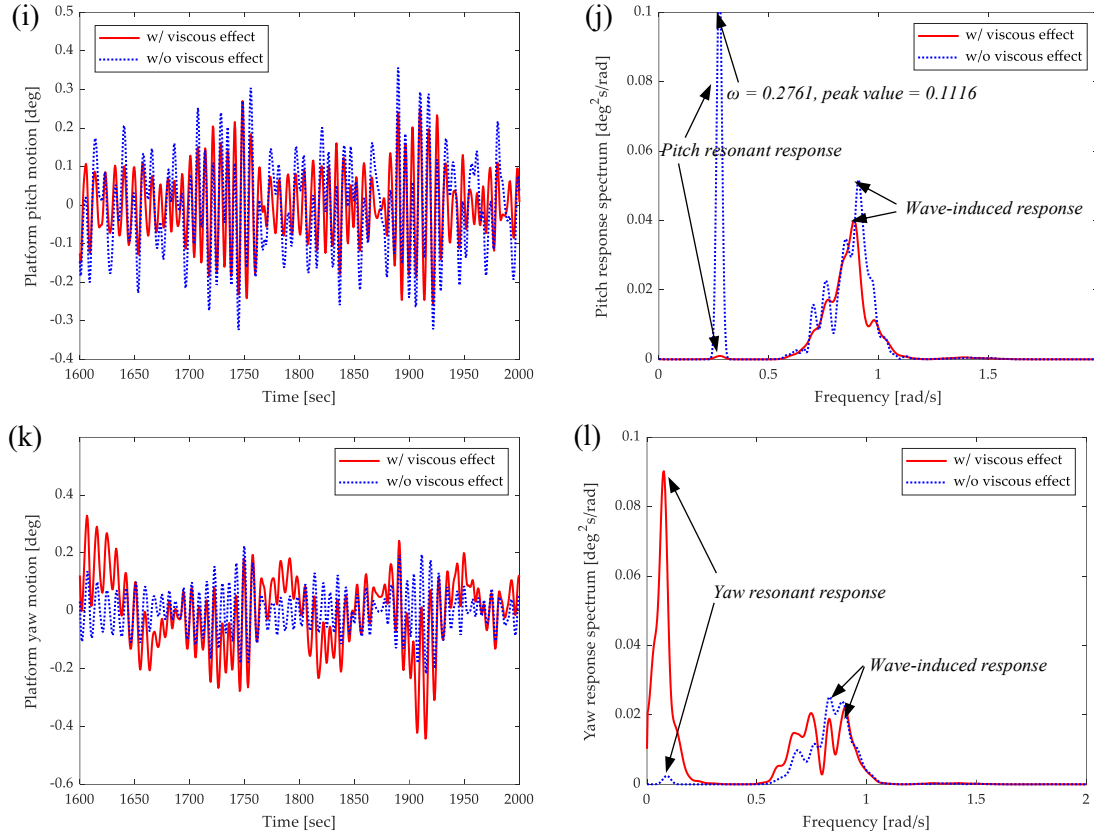 (i)
w/ viscous effect
w/o viscous effect
Platform pitch motion [deg]
0.5
0.4
0.3
0.2
0.1
0
-0.1
-0.2
0.3
-0.4
1600 1650 1700 1750 1800 1850 1900 1950 2000
Time [sec]
(j)
w/ viscous effect
w/o viscous effect
ω = 0.2761, peak value = 0.1116
Pitch resonant response
Wave-induced response
Pitch response spectrum [deg²s/rad]
0.1
0.08
0.06
0.04
0.02
0
0 0.5 1 1.5
Frequency [rad/s]
(k)
w/ viscous effect
w/o viscous effect
Platform yaw motion [deg]
0.4
0.2
0
-0.2
-0.4
-0.6
1600 1650 1700 1750 1800 1850 1900 1950 2000
Time [sec]
(l)
w/ viscous effect
w/o viscous effect
Yaw resonant response
Wave-induced response
Yaw response spectrum [deg²s/rad]
0.1
0.08
0.06
0.04
0.02
0
0 0.5 1 1.5 2
Frequency [rad/s]